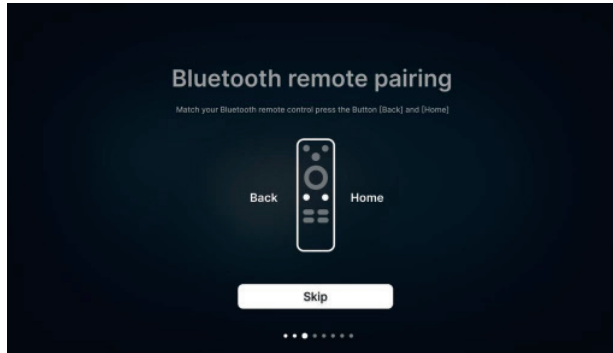 Bluetooth remote pairing
Match your Bluetooth remote control press the Button [Back] and [Home]
Back
Home
Skip